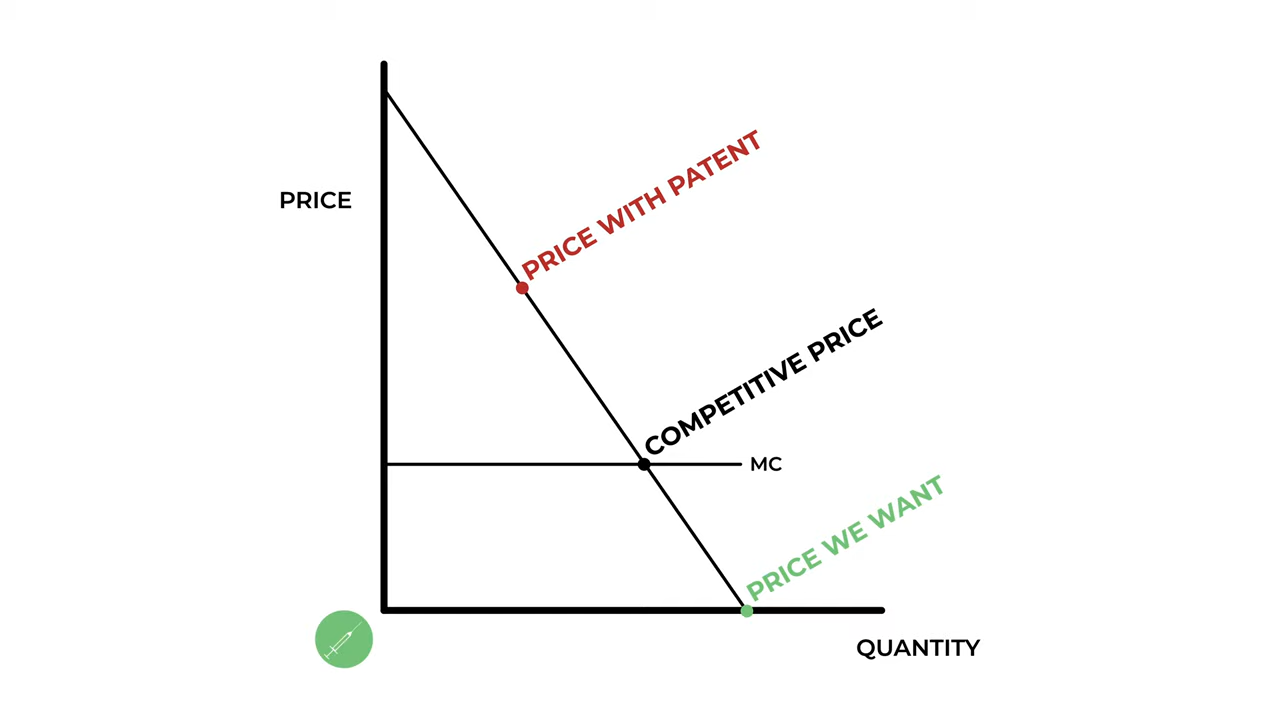 PRICE
PRICE WITH PATENT
COMPETITIVE PRICE
MC
PRICE WE WANT
QUANTITY